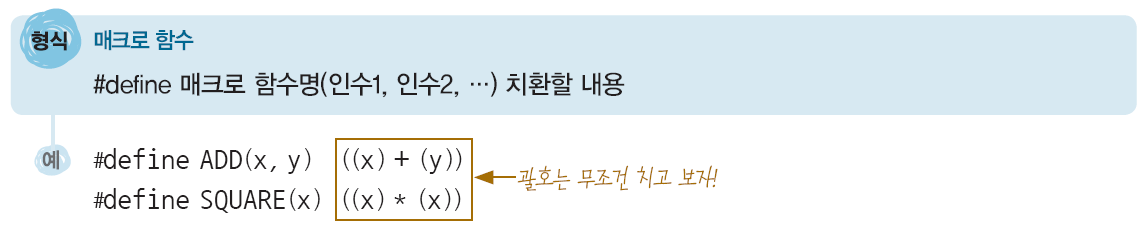 형식 매크로 함수
#define 매크로 함수명(인수1, 인수2, …) 치환할 내용
예 #define ADD(x, y) ((x) + (y))
#define SQUARE(x) ((x) * (x))
괄호는 무조건 치고 보자!